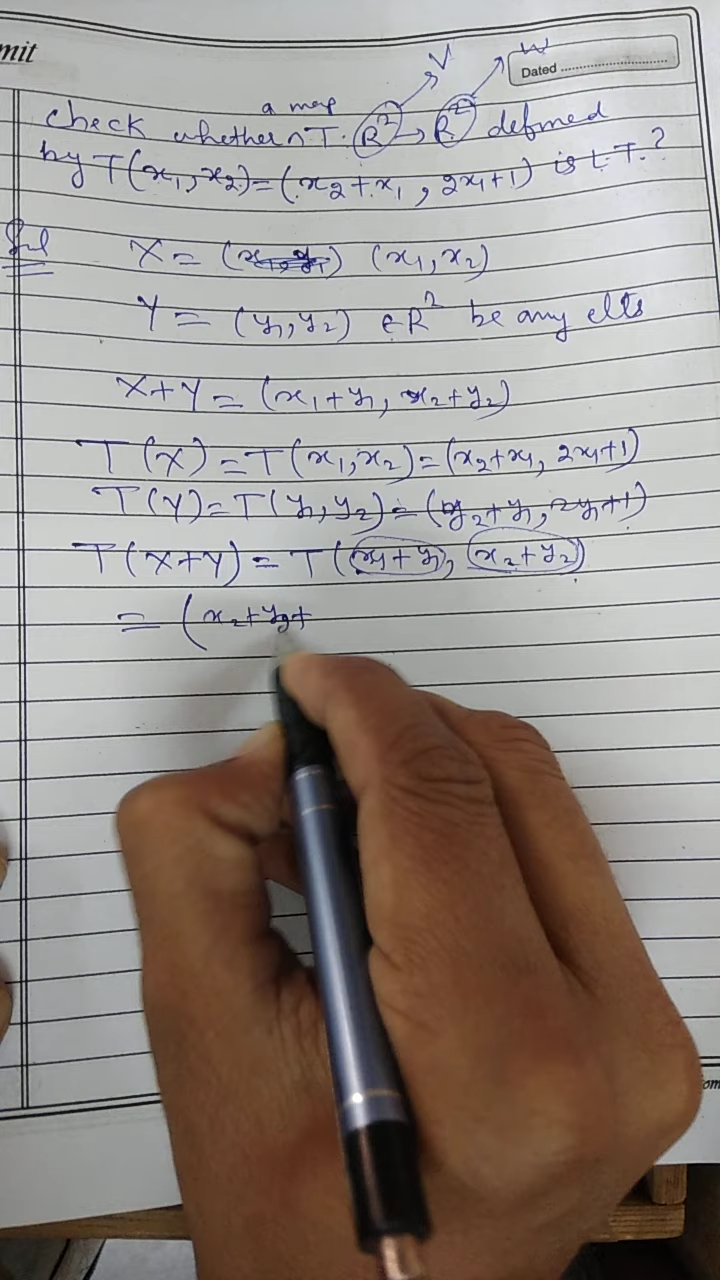 mit
V W
Dated
a map
Check whether ∧ T: R² → R² defined
by T(x₁, x₂) = (x₂ + x₁, 2x₁+1) is L.T.?
Sol X = (x₁, x₂)
Y = (y₁, y₂) ∈ R² be any elts
X+Y = (x₁+y₁, x₂+y₂)
T(X) = T(x₁, x₂) = (x₂+x₁, 2x₁+1)
T(Y) = T(y₁, y₂) = (y₂+y₁, 2y₁+1)
T(X+Y) = T(x₁+y₁, x₂+y₂)
= (x₂+y₂+
om